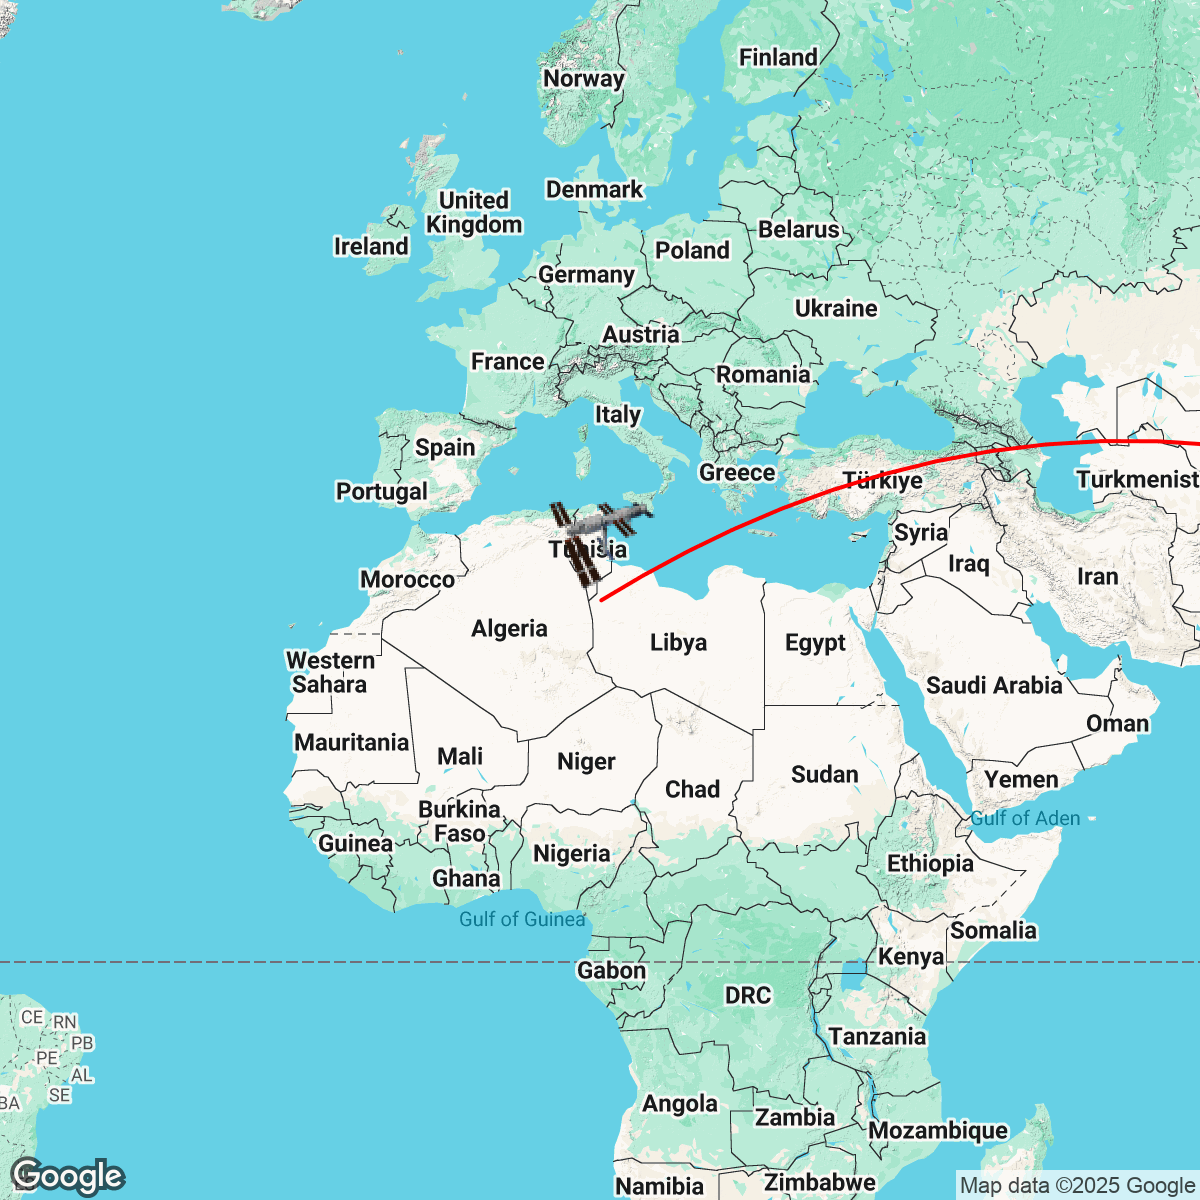 Finland
Norway
Denmark
United
Kingdom
Belarus
Ireland
Poland
Germany
Ukraine
Austria
France
Romania
Italy
Spain
Greece
Türkiye
Turkmenist
Portugal
Syria
Tunisia
Iraq
Iran
Morocco
Algeria
Libya
Egypt
Western
Sahara
Saudi Arabia
Oman
Mauritania
Mali
Niger
Sudan
Yemen
Chad
Burkina
Faso
Gulf of Aden
Guinea
Nigeria
Ethiopia
Ghana
Gulf of Guinea
Somalia
Kenya
Gabon
DRC
CE
RN
Tanzania
PB
PE
AL
SE
BA
Angola
Zambia
Mozambique
Google
Namibia
Zimbabwe
Map data ©2025 Google